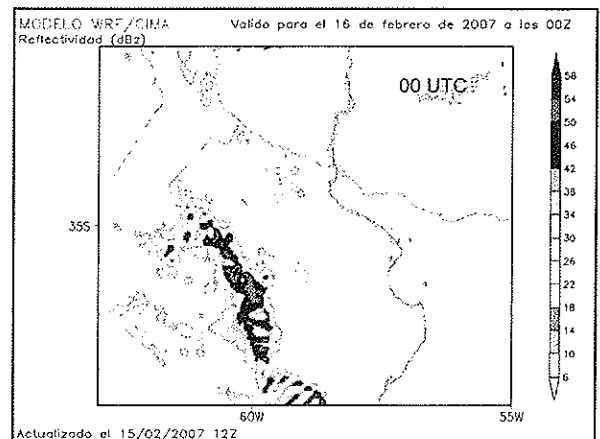 MODELO WRF/CIMA Valido para el 16 de febrero de 2007 a las 00Z
Reflectividad (dBz)
00 UTC
58
54
50
46
42
38
34
30
26
22
18
14
10
6
35S
60W
55W
Actualizado el 15/02/2007 12Z